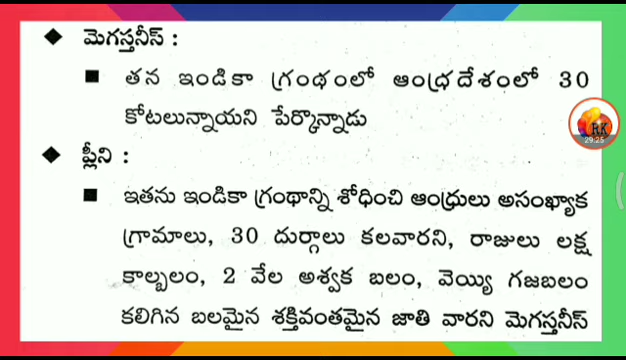 ◆ మెగస్తనీస్ :
■ తన ఇండికా గ్రంథంలో ఆంధ్రదేశంలో 30
కోటలున్నాయని పేర్కొన్నాడు
RK
29:25
◆ ప్లీని :
■ ఇతను ఇండికా గ్రంథాన్ని శోధించి ఆంధ్రులు అసంఖ్యాక
గ్రామాలు, 30 దుర్గాలు కలవారని, రాజులు లక్ష
కాల్బలం, 2 వేల అశ్వక బలం, వెయ్యి గజబలం
కలిగిన బలమైన శక్తివంతమైన జాతి వారని మెగస్తనీస్